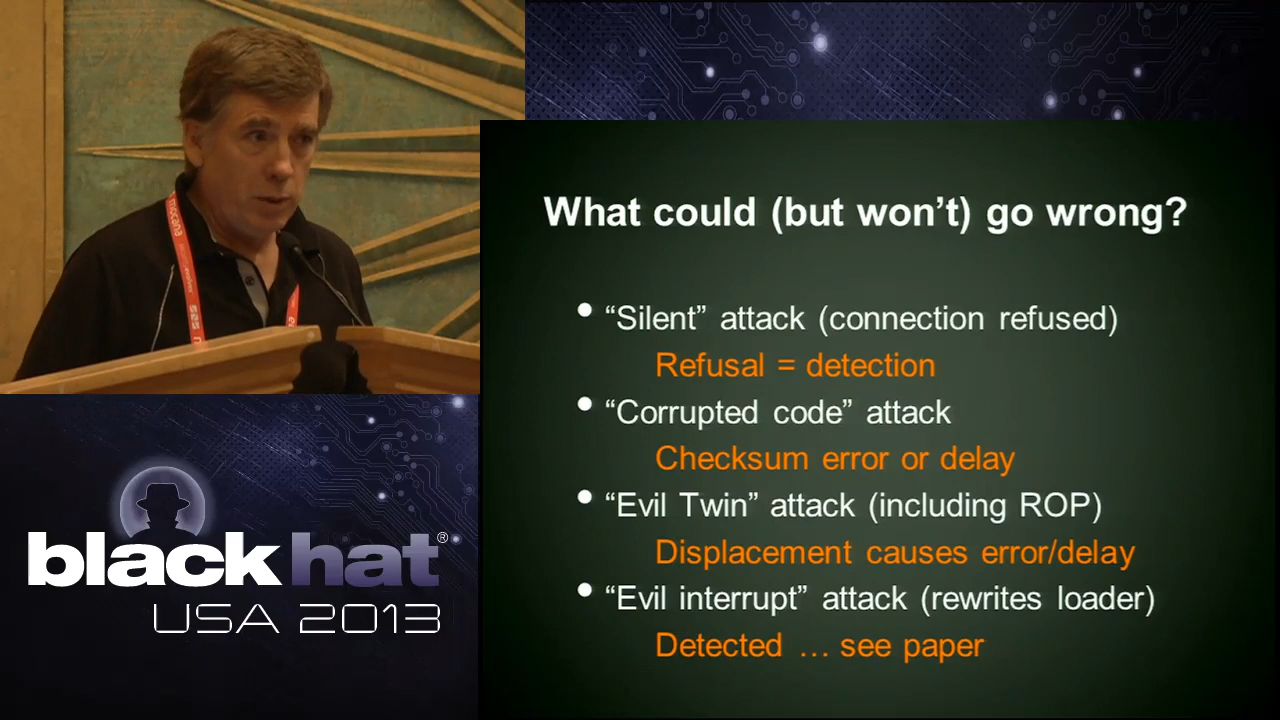 mocana
What could (but won’t) go wrong?
• “Silent” attack (connection refused)
Refusal = detection
• “Corrupted code” attack
Checksum error or delay
• “Evil Twin” attack (including ROP)
Displacement causes error/delay
• “Evil interrupt” attack (rewrites loader)
Detected … see paper
blackhat®
USA 2013